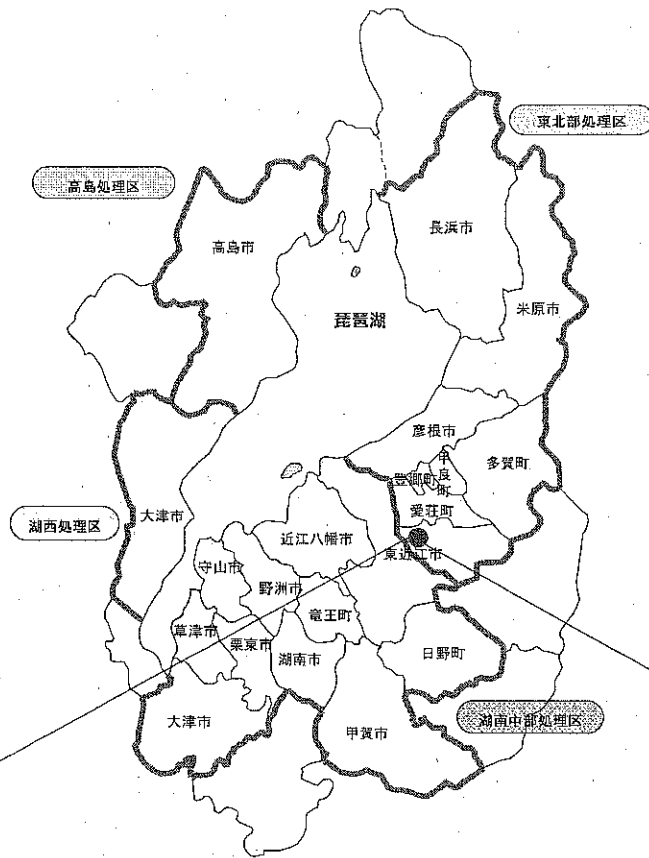 東北部処理区
高島処理区
高島市
長浜市
琵琶湖
米原市
彦根市
甲良町
豊郷町
多賀町
愛荘町
湖西処理区
大津市
近江八幡市
東近江市
守山市
野洲市
竜王町
草津市
栗東市
湖南市
日野町
大津市
甲賀市
湖南中部処理区